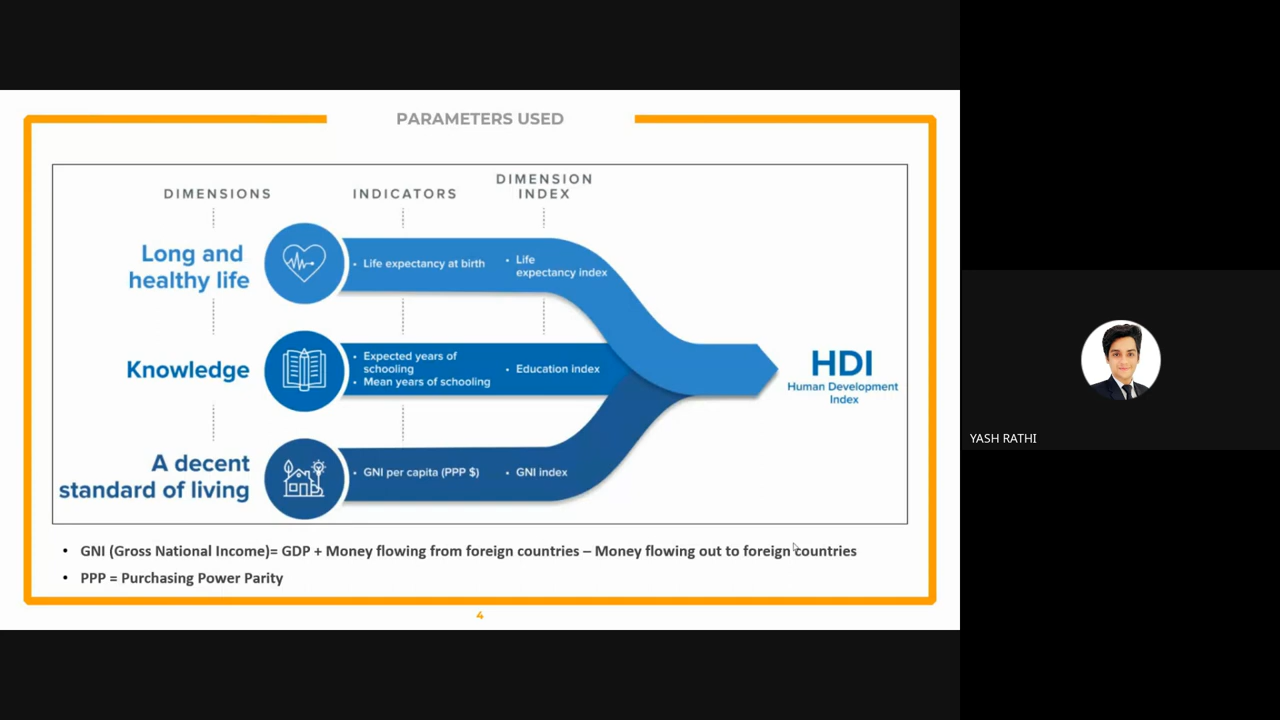 PARAMETERS USED
DIMENSIONS
INDICATORS
DIMENSION
INDEX
Long and
healthy life
• Life expectancy at birth
• Life
expectancy index
Knowledge
• Expected years of
schooling
• Mean years of schooling
• Education index
A decent
standard of living
• GNI per capita (PPP $)
• GNI index
HDI
Human Development
Index
• GNI (Gross National Income)= GDP + Money flowing from foreign countries – Money flowing out to foreign countries
• PPP = Purchasing Power Parity
4
YASH RATHI